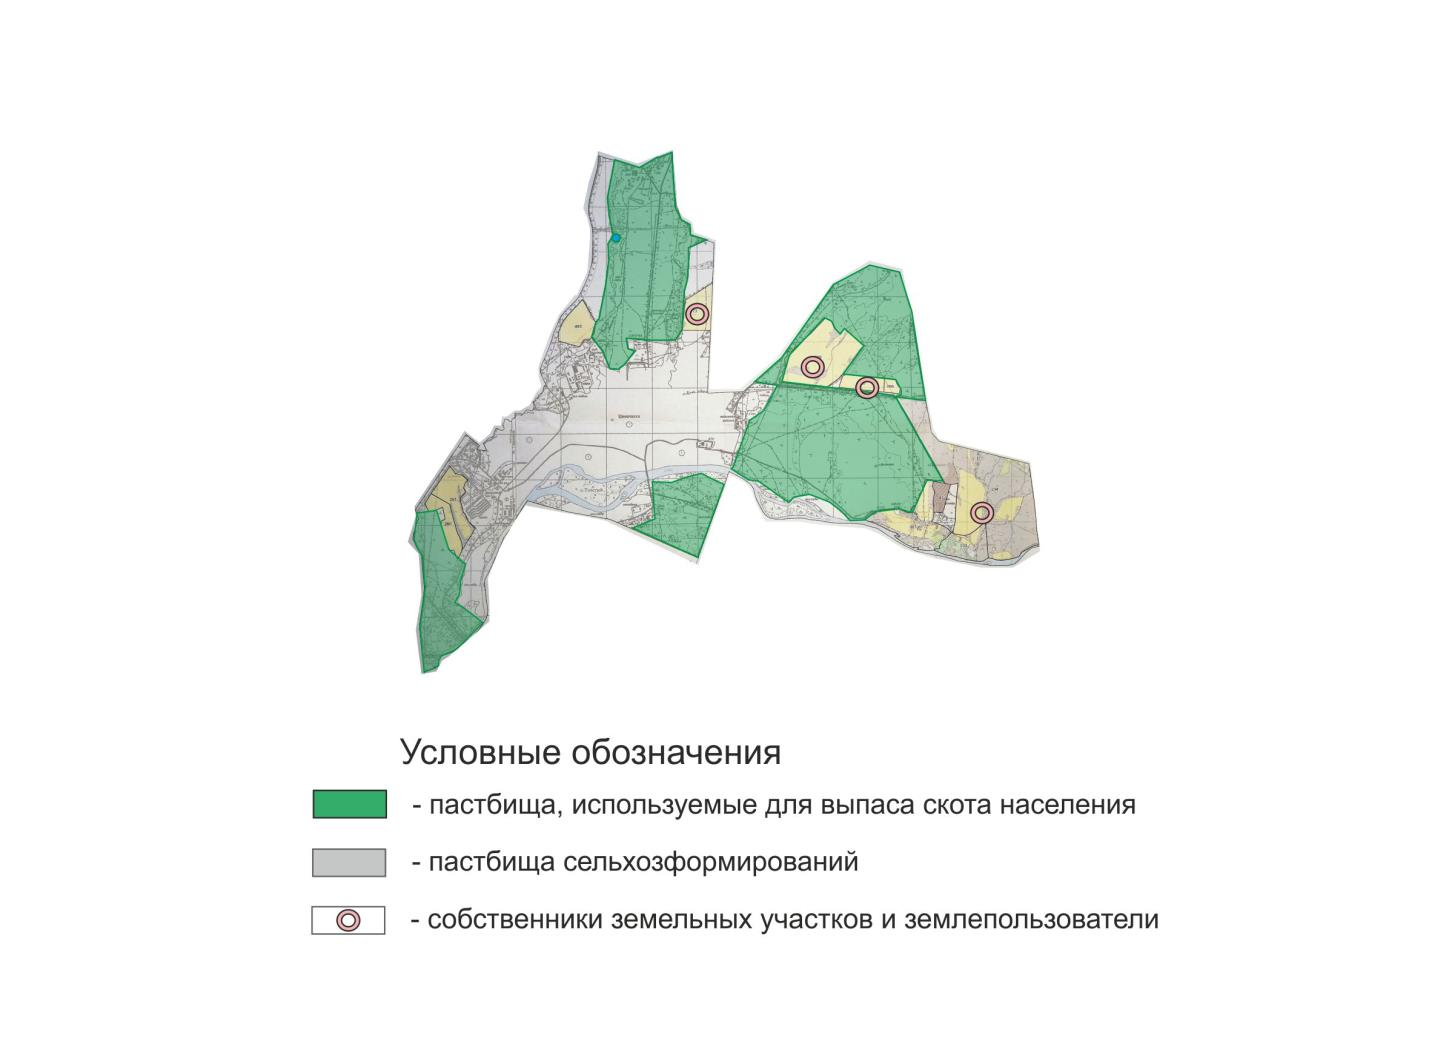 Условные обозначения
- пастбища, используемые для выпаса скота населения
- пастбища сельхозформирований
- собственники земельных участков и землепользователи